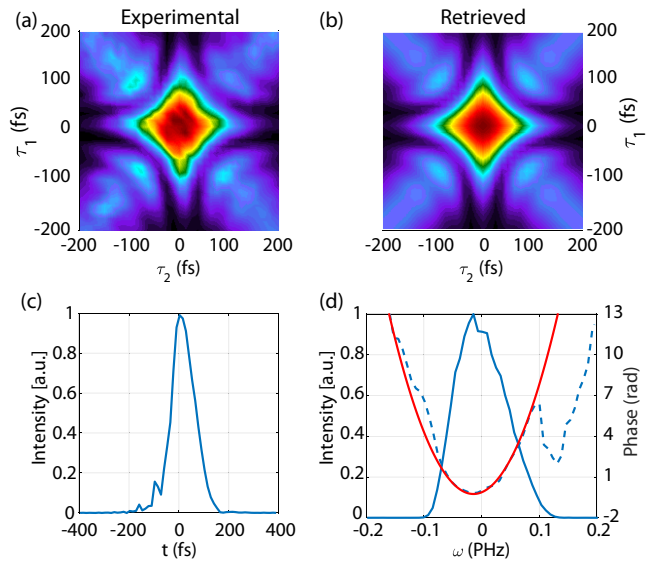 (a) Experimental
(b) Retrieved
200
100
0
-100
-200
τ1 (fs)
-200 -100 0 100 200
τ2 (fs)
200
100
0
-100
-200
τ1 (fs)
-200 -100 0 100 200
τ2 (fs)
(c)
1
0.8
0.6
0.4
0.2
0
Intensity [a.u.]
-400 -200 0 200 400
t (fs)
(d)
1
0.8
0.6
0.4
0.2
0
Intensity [a.u.]
13
10
7
4
1
-2
Phase (rad)
-0.2 -0.1 0 0.1 0.2
ω (PHz)